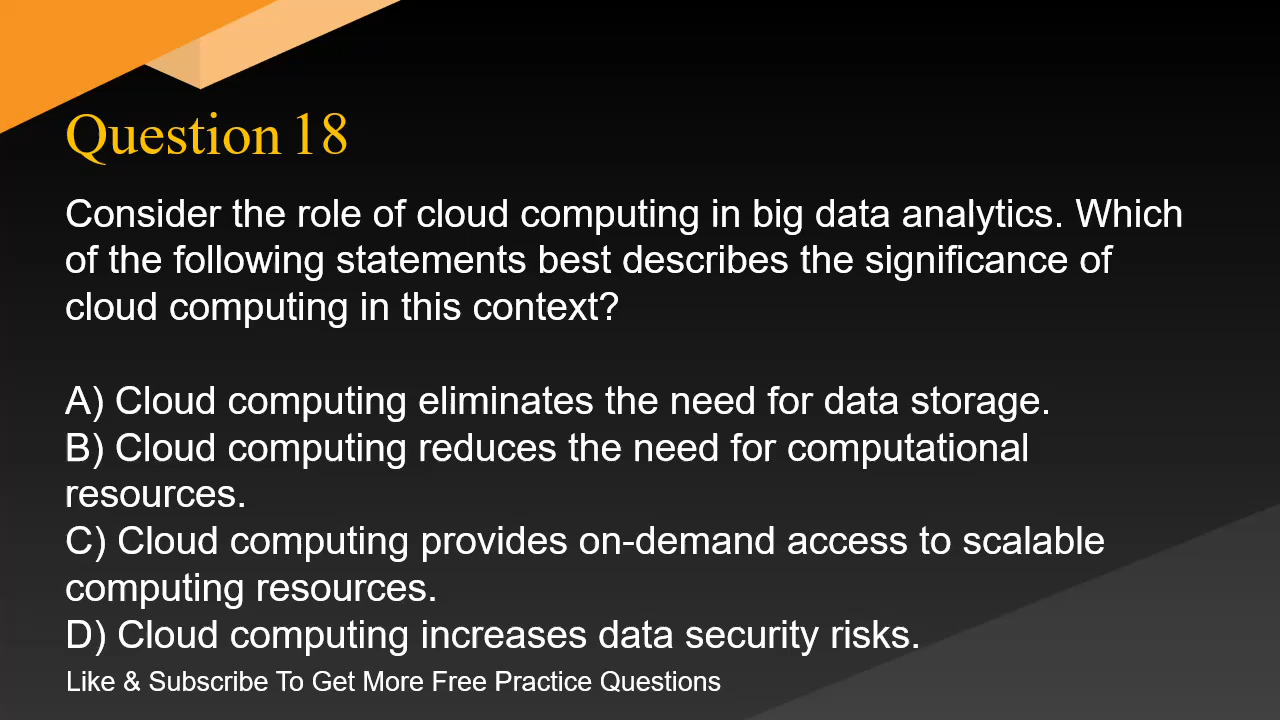 Question 18
Consider the role of cloud computing in big data analytics. Which
of the following statements best describes the significance of
cloud computing in this context?
A) Cloud computing eliminates the need for data storage.
B) Cloud computing reduces the need for computational
resources.
C) Cloud computing provides on-demand access to scalable
computing resources.
D) Cloud computing increases data security risks.
Like & Subscribe To Get More Free Practice Questions